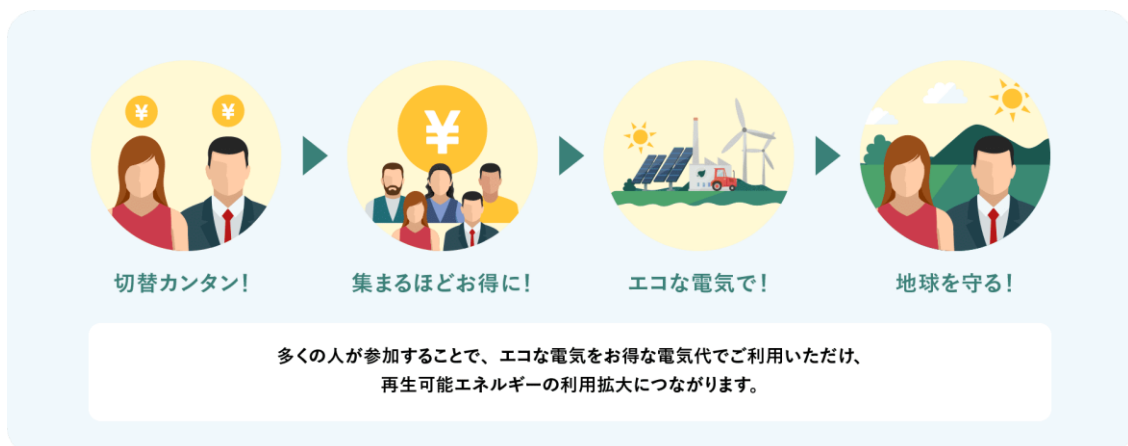 ¥
¥
¥
切替カンタン!
集まるほどお得に!
エコな電気で!
地球を守る!
多くの人が参加することで、エコな電気をお得な電気代でご利用いただけ、
再生可能エネルギーの利用拡大につながります。